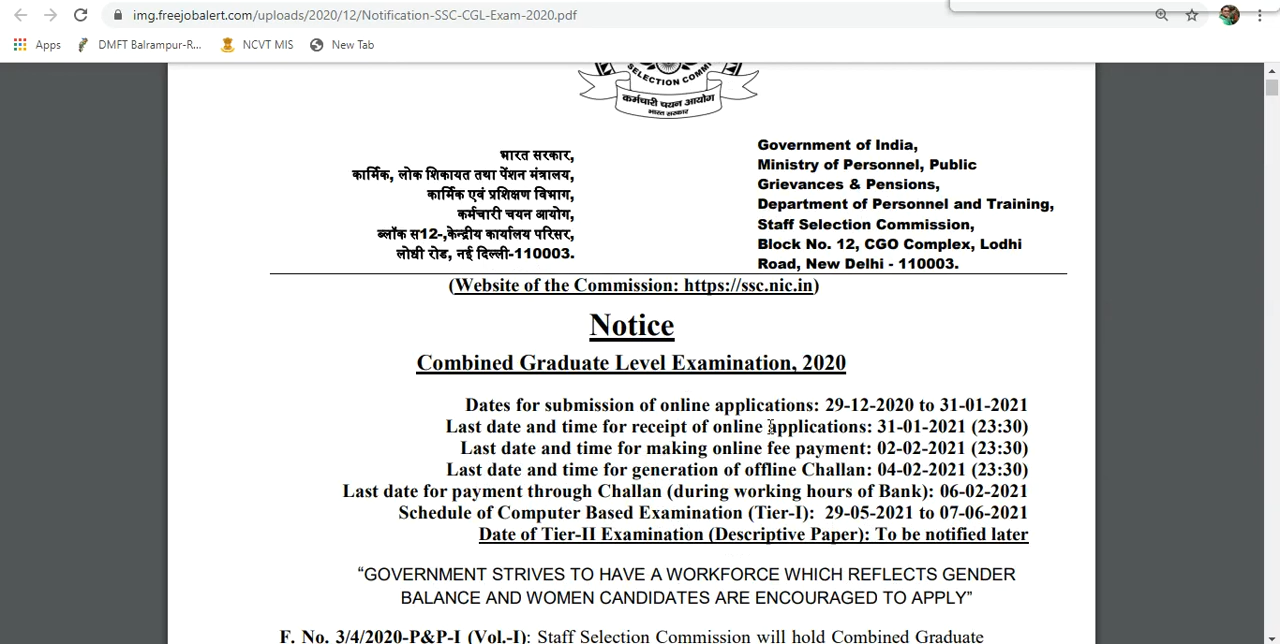 img.freejobalert.com/uploads/2020/12/Notification-SSC-CGL-Exam-2020.pdf
Apps DMFT Balrampur-R... NCVT MIS New Tab
SELECTION COMM
कर्मचारी चयन आयोग
भारत सरकार
भारत सरकार,
कार्मिक, लोक शिकायत तथा पेंशन मंत्रालय,
कार्मिक एवं प्रशिक्षण विभाग,
कर्मचारी चयन आयोग,
ब्लॉक स12-,केन्द्रीय कार्यालय परिसर,
लोधी रोड, नई दिल्ली-110003.
Government of India,
Ministry of Personnel, Public
Grievances & Pensions,
Department of Personnel and Training,
Staff Selection Commission,
Block No. 12, CGO Complex, Lodhi
Road, New Delhi - 110003.
(Website of the Commission: https://ssc.nic.in)
Notice
Combined Graduate Level Examination, 2020
Dates for submission of online applications: 29-12-2020 to 31-01-2021
Last date and time for receipt of online applications: 31-01-2021 (23:30)
Last date and time for making online fee payment: 02-02-2021 (23:30)
Last date and time for generation of offline Challan: 04-02-2021 (23:30)
Last date for payment through Challan (during working hours of Bank): 06-02-2021
Schedule of Computer Based Examination (Tier-I): 29-05-2021 to 07-06-2021
Date of Tier-II Examination (Descriptive Paper): To be notified later
“GOVERNMENT STRIVES TO HAVE A WORKFORCE WHICH REFLECTS GENDER
BALANCE AND WOMEN CANDIDATES ARE ENCOURAGED TO APPLY”
F. No. 3/4/2020-P&P-I (Vol.-I): Staff Selection Commission will hold Combined Graduate